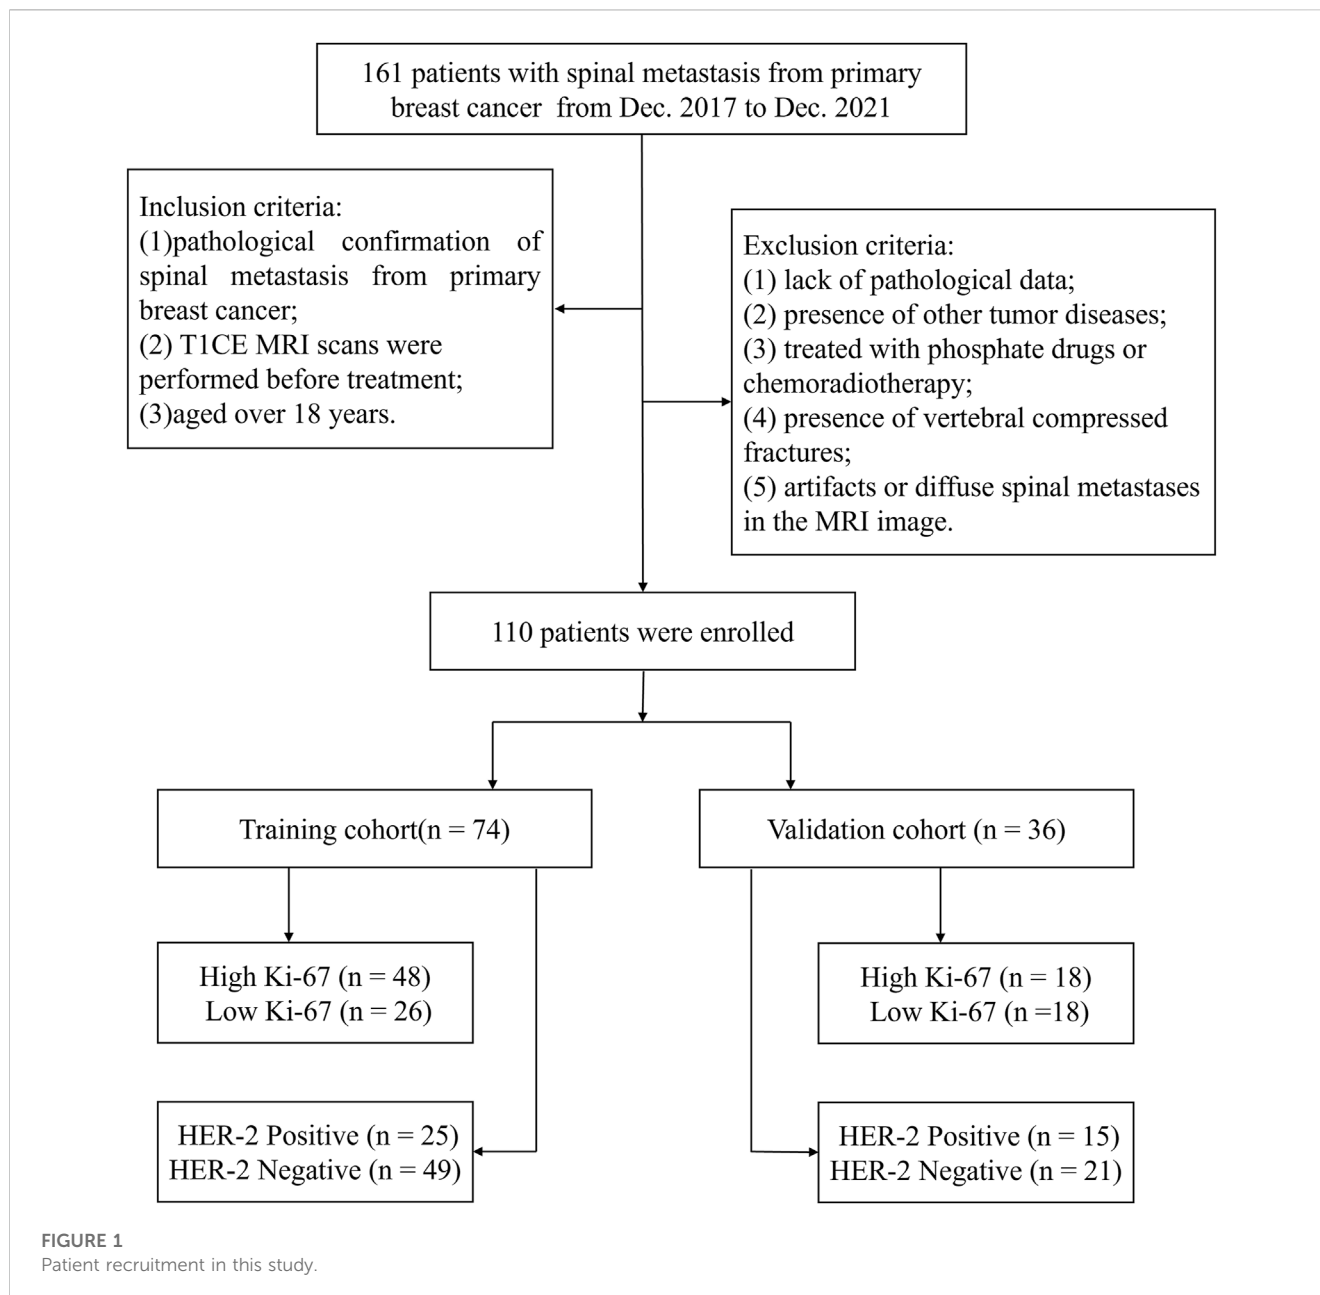 161 patients with spinal metastasis from primary
breast cancer from Dec. 2017 to Dec. 2021
Inclusion criteria:
(1)pathological confirmation of
spinal metastasis from primary
breast cancer;
(2) T1CE MRI scans were
performed before treatment;
(3)aged over 18 years.
Exclusion criteria:
(1) lack of pathological data;
(2) presence of other tumor diseases;
(3) treated with phosphate drugs or
chemoradiotherapy;
(4) presence of vertebral compressed
fractures;
(5) artifacts or diffuse spinal metastases
in the MRI image.
110 patients were enrolled
Training cohort(n = 74)
Validation cohort (n = 36)
High Ki-67 (n = 48)
Low Ki-67 (n = 26)
High Ki-67 (n = 18)
Low Ki-67 (n =18)
HER-2 Positive (n = 25)
HER-2 Negative (n = 49)
HER-2 Positive (n = 15)
HER-2 Negative (n = 21)
FIGURE 1
Patient recruitment in this study.